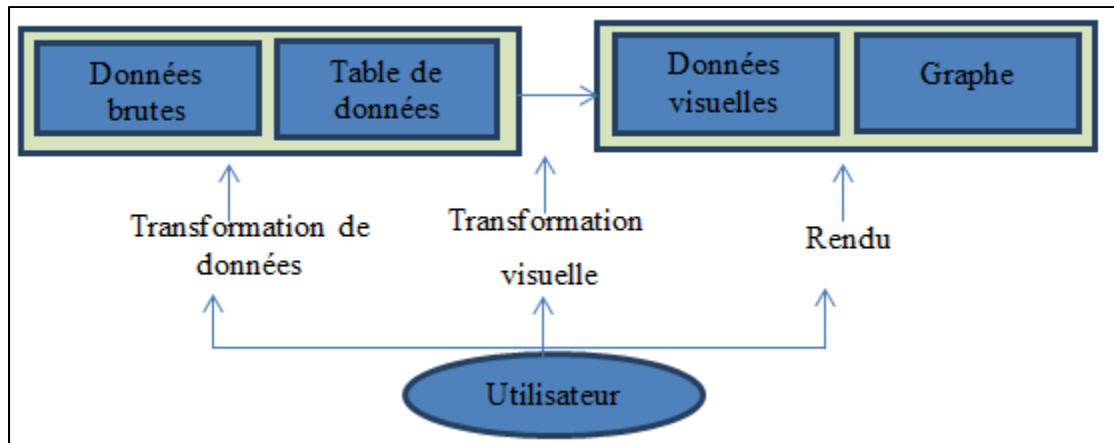 Données
brutes
Table de
données
Données
visuelles
Graphe
Transformation de
données
Transformation
visuelle
Rendu
Utilisateur